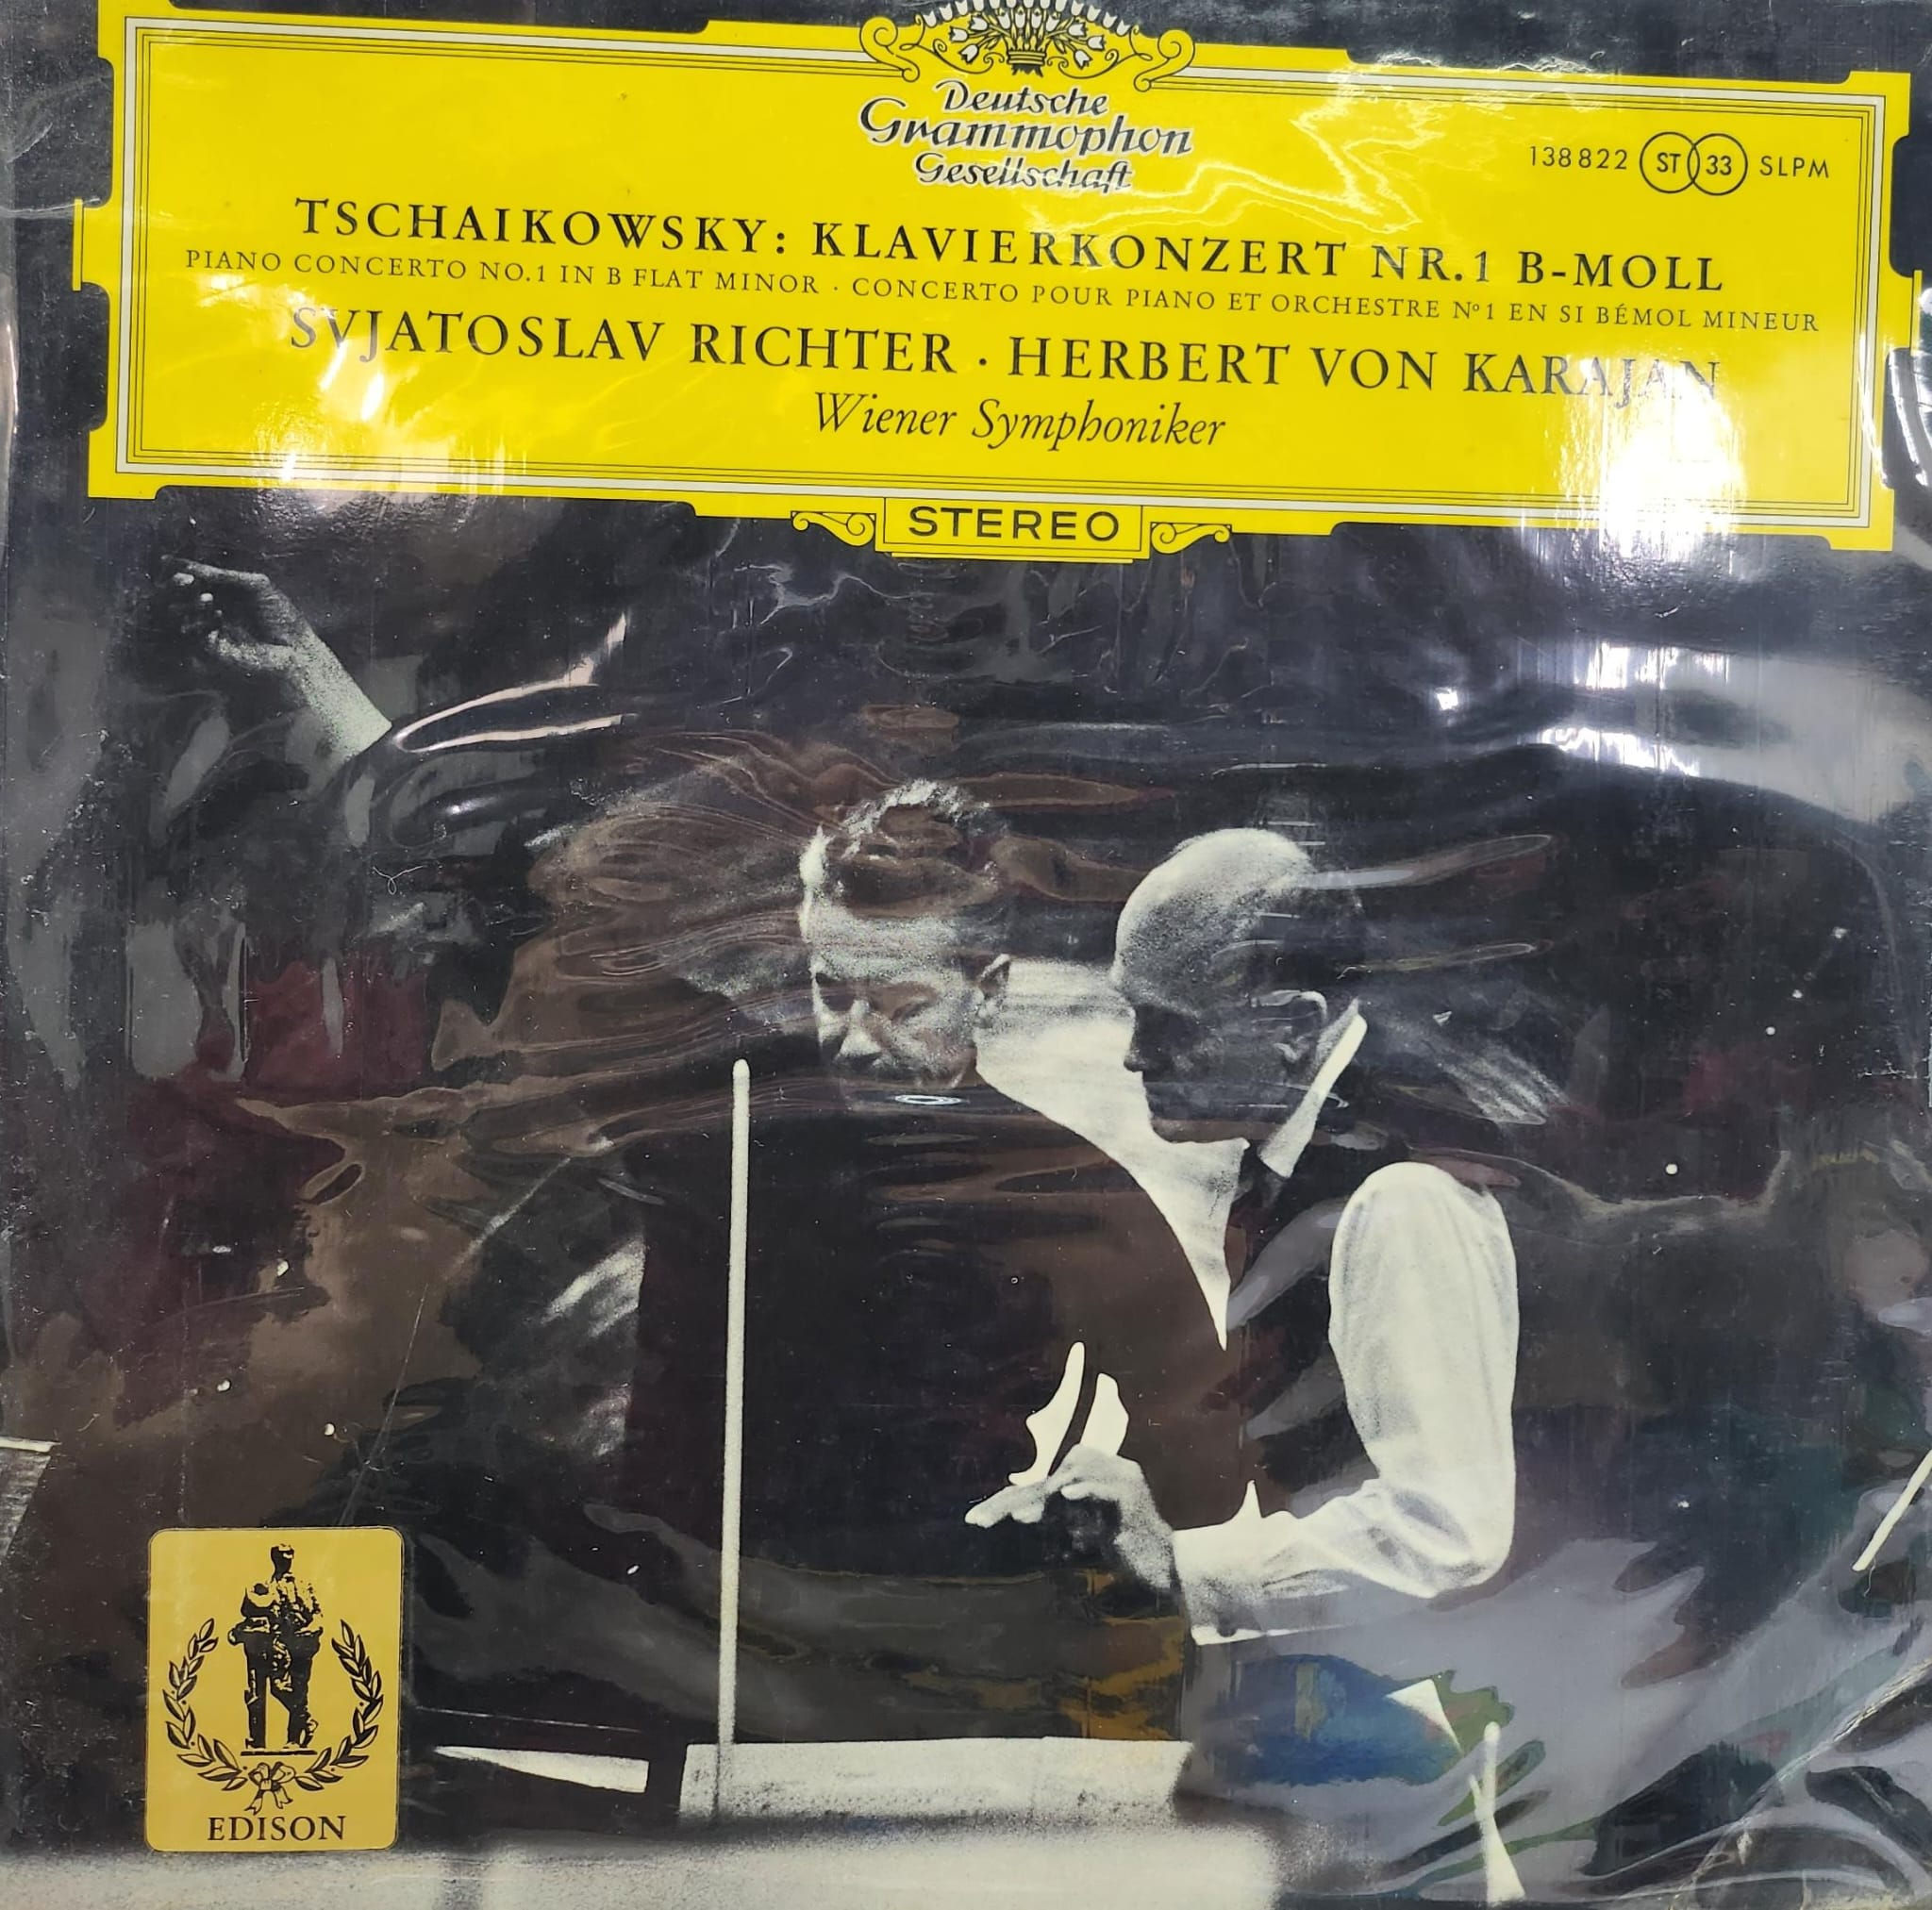 Deutsche
Grammophon
Gesellschaft
138 822 ST 33 SLPM
TSCHAIKOWSKY: KLAVIERKONZERT NR.1 B-MOLL
PIANO CONCERTO NO.1 IN B FLAT MINOR · CONCERTO POUR PIANO ET ORCHESTRE Nº 1 EN SI BÉMOL MINEUR
SVJATOSLAV RICHTER · HERBERT VON KARAJAN
Wiener Symphoniker
STEREO
EDISON